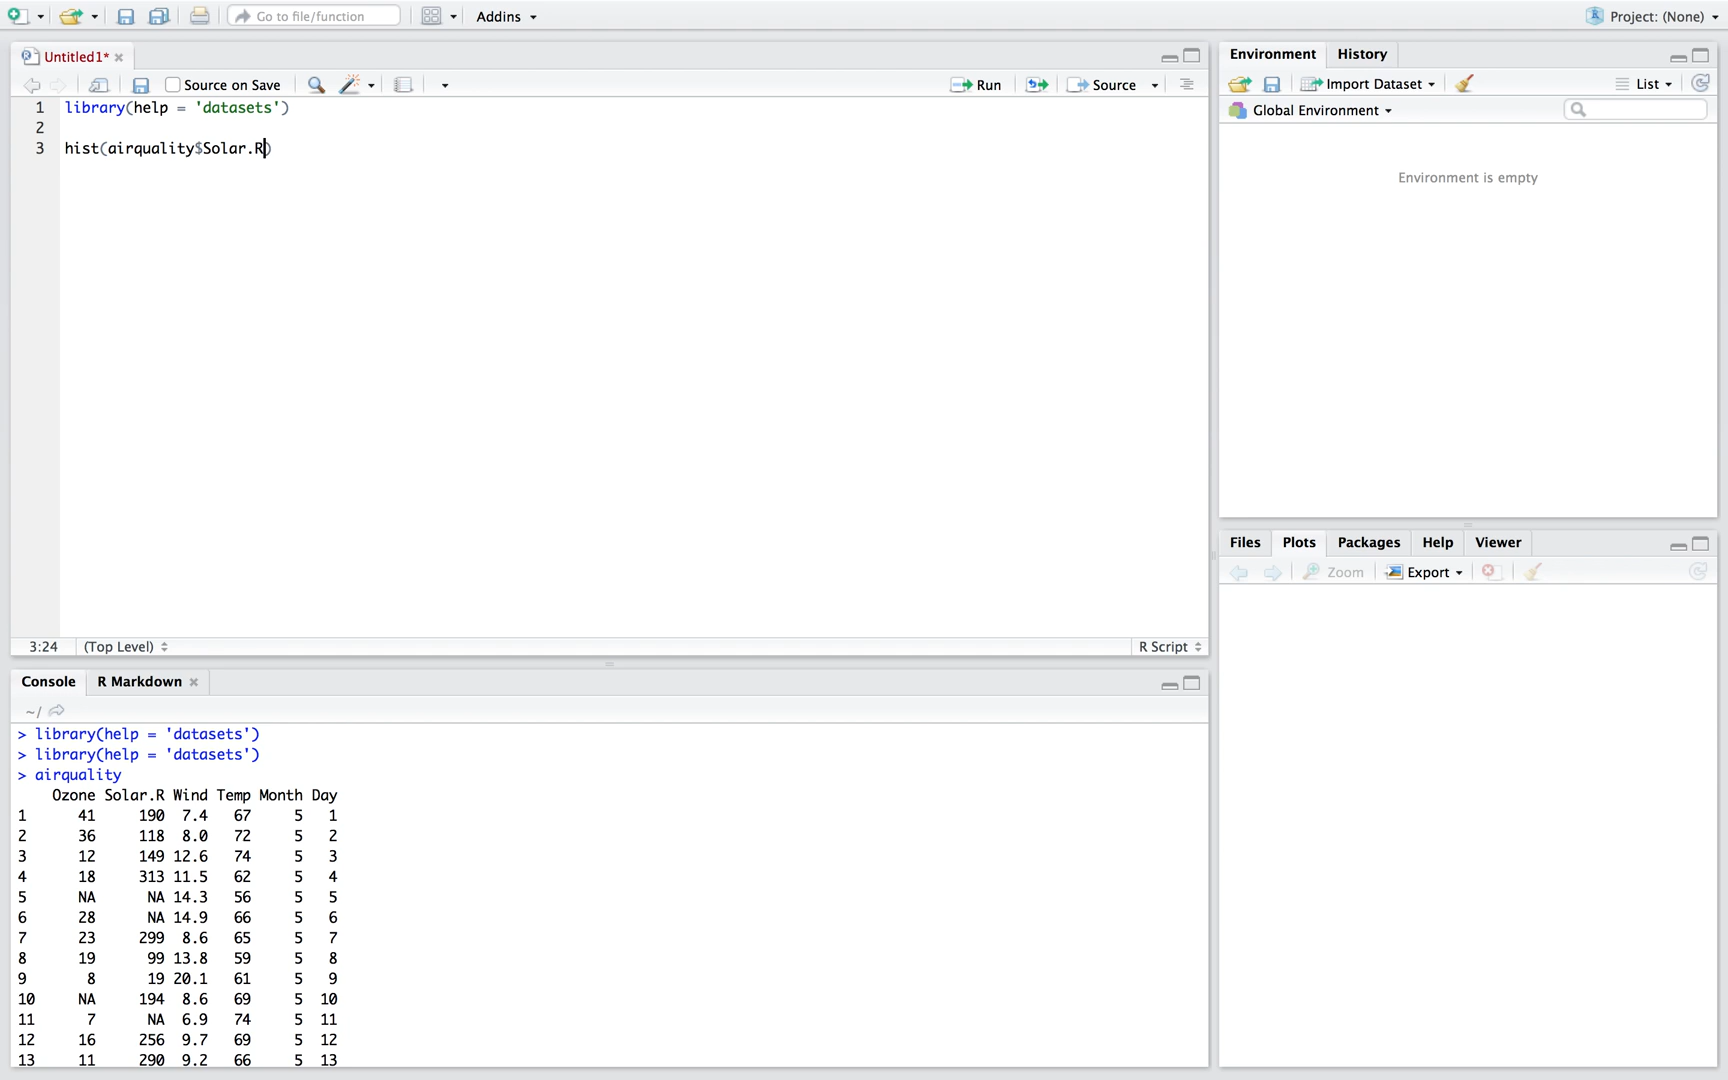 Go to file/function
Addins
Project: (None)
Untitled1*
Source on Save
Run
Source
1 library(help = 'datasets')
2
3 hist(airquality$Solar.R)
3:24 (Top Level) R Script
Environment History
Import Dataset List
Global Environment
Environment is empty
Files Plots Packages Help Viewer
Zoom Export
Console R Markdown
~/
> library(help = 'datasets')
> library(help = 'datasets')
> airquality
Ozone Solar.R Wind Temp Month Day
1 41 190 7.4 67 5 1
2 36 118 8.0 72 5 2
3 12 149 12.6 74 5 3
4 18 313 11.5 62 5 4
5 NA NA 14.3 56 5 5
6 28 NA 14.9 66 5 6
7 23 299 8.6 65 5 7
8 19 99 13.8 59 5 8
9 8 19 20.1 61 5 9
10 NA 194 8.6 69 5 10
11 7 NA 6.9 74 5 11
12 16 256 9.7 69 5 12
13 11 290 9.2 66 5 13